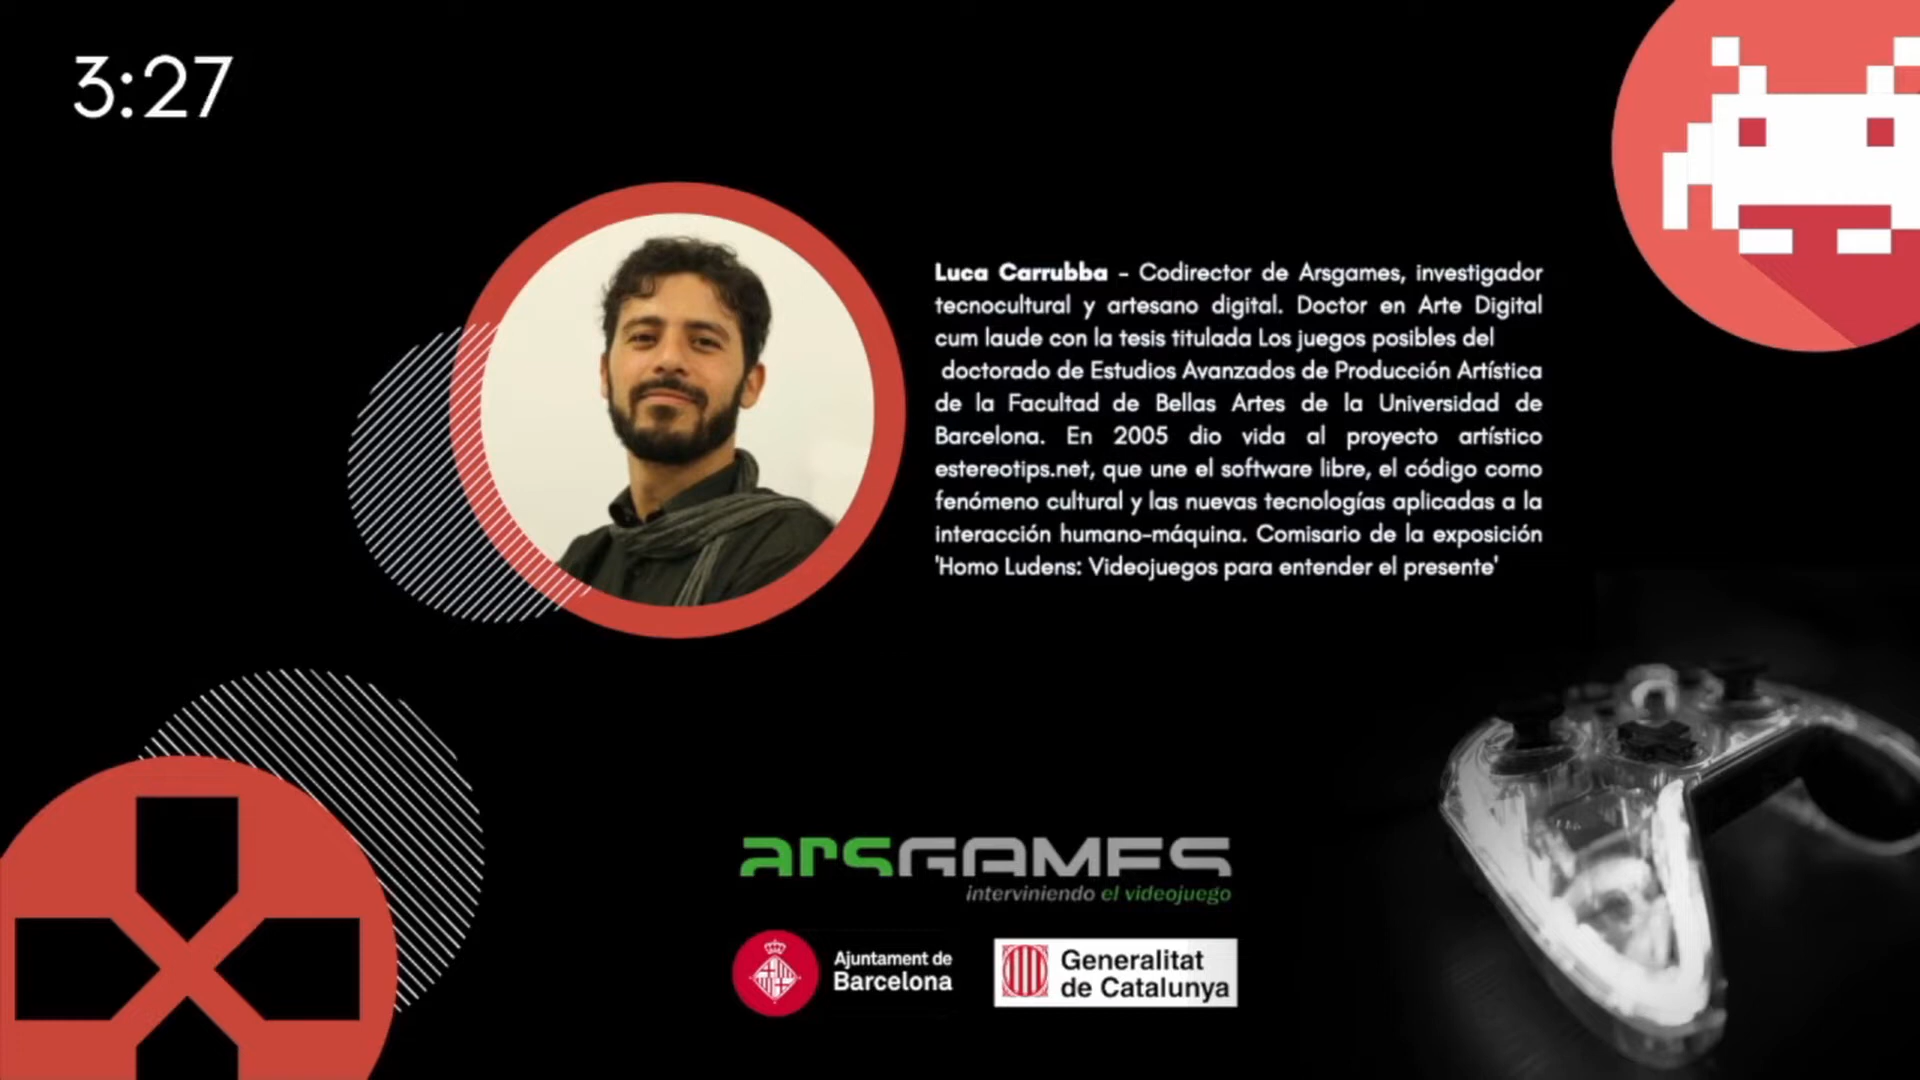 3:27
Luca Carrubba - Codirector de Arsgames, investigador
tecnocultural y artesano digital. Doctor en Arte Digital
cum laude con la tesis titulada Los juegos posibles del
doctorado de Estudios Avanzados de Producción Artística
de la Facultad de Bellas Artes de la Universidad de
Barcelona. En 2005 dio vida al proyecto artístico
estereotips.net, que une el software libre, el código como
fenómeno cultural y las nuevas tecnologías aplicadas a la
interacción humano-máquina. Comisario de la exposición
'Homo Ludens: Videojuegos para entender el presente'
arsGAMES
interviniendo el videojuego
Ajuntament de
Barcelona
Generalitat
de Catalunya